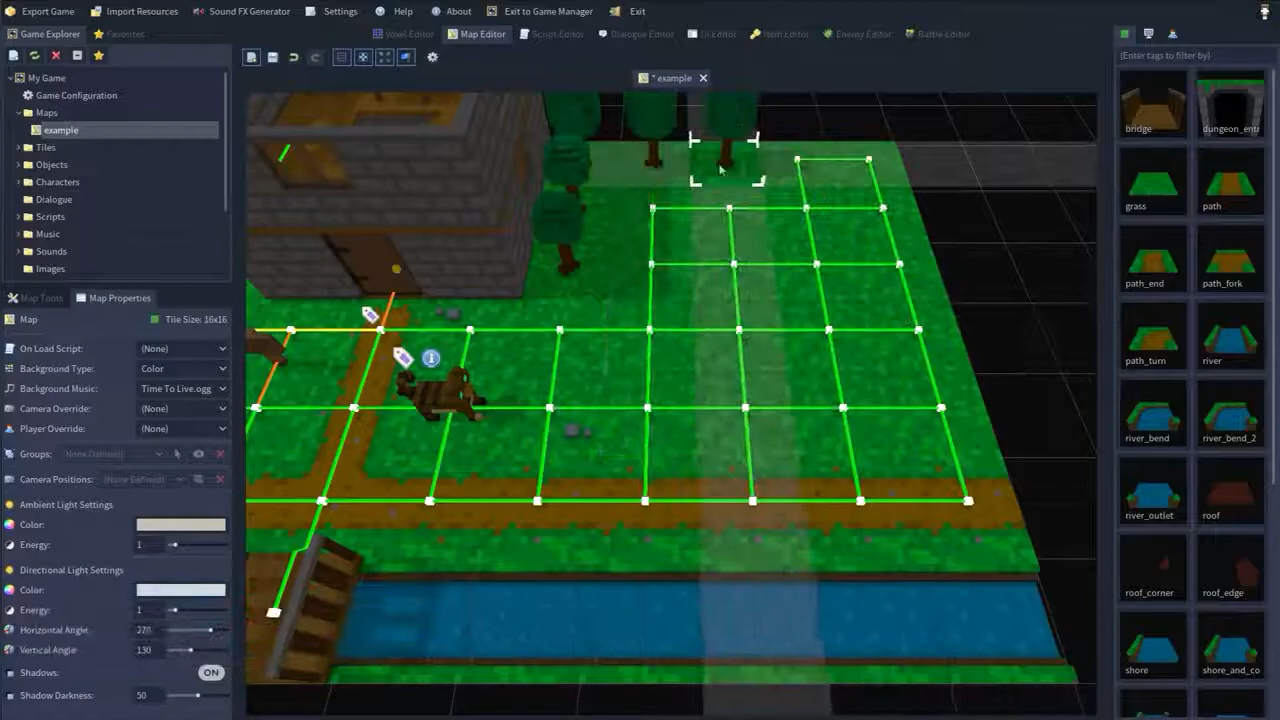 Export Game Import Resources Sound FX Generator Settings Help About Exit to Game Manager Exit
Game Explorer Favorites
Voxel Editor Map Editor Script Editor Dialogue Editor UI Editor Item Editor Enemy Editor Battle Editor
(Enter tags to filter by)
* example
My Game
Game Configuration
Maps
example
Tiles
Objects
Characters
Dialogue
Scripts
Music
Sounds
Images
Map Tools Map Properties
Map Tile Size: 16x16
On Load Script: (None)
Background Type: Color
Background Music: Time To Live.ogg
Camera Override: (None)
Player Override: (None)
Groups: (None Defined)
Camera Positions: (None Defined)
Ambient Light Settings
Color:
Energy: 1
Directional Light Settings
Color:
Energy: 1
Horizontal Angle: 270
Vertical Angle: 130
Shadows: ON
Shadow Darkness: 50
bridge dungeon_entr
grass path
path_end path_fork
path_turn river
river_bend river_bend_2
river_outlet roof
roof_corner roof_edge
shore shore_and_co